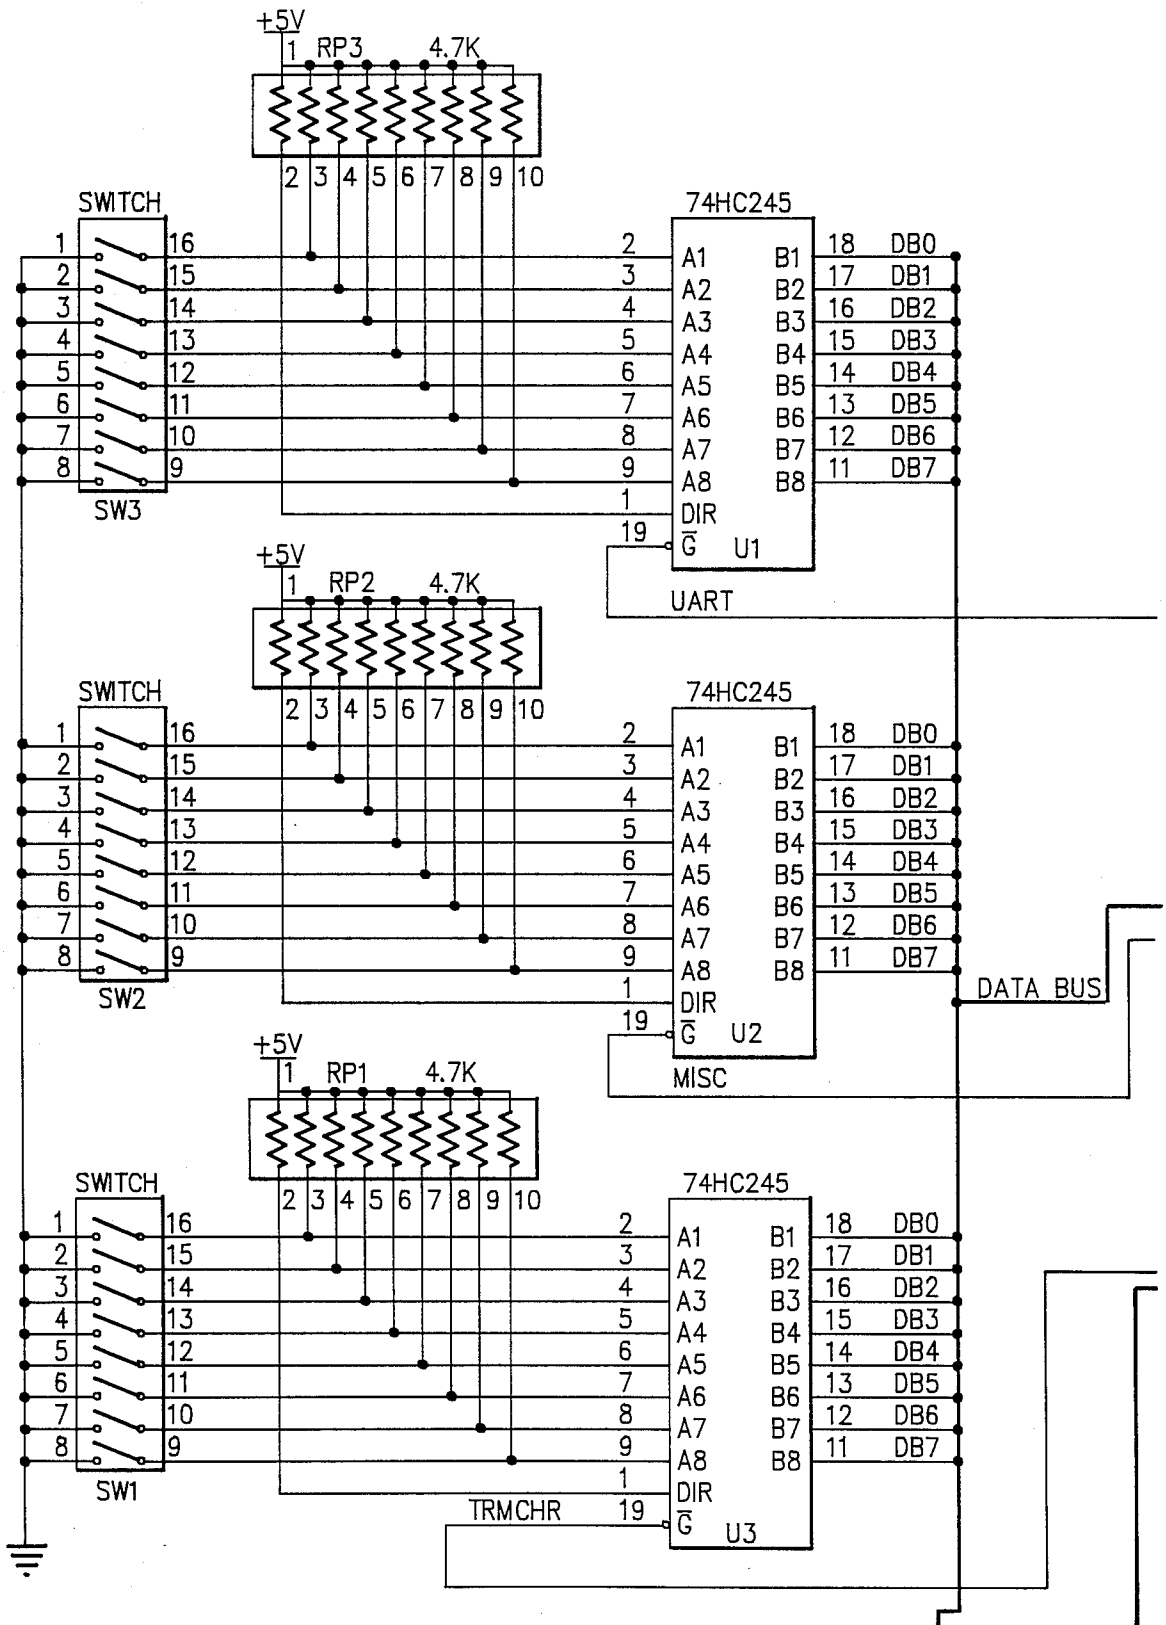 +5V
1 RP3 4.7K
2 3 4 5 6 7 8 9 10
SWITCH 74HC245
1 16 2 A1 B1 18 DB0
2 15 3 A2 B2 17 DB1
3 14 4 A3 B3 16 DB2
4 13 5 A4 B4 15 DB3
5 12 6 A5 B5 14 DB4
6 11 7 A6 B6 13 DB5
7 10 8 A7 B7 12 DB6
8 9 9 A8 B8 11 DB7
SW3 1 DIR
19 G̅ U1
+5V
1 RP2 4.7K
UART
2 3 4 5 6 7 8 9 10
SWITCH 74HC245
1 16 2 A1 B1 18 DB0
2 15 3 A2 B2 17 DB1
3 14 4 A3 B3 16 DB2
4 13 5 A4 B4 15 DB3
5 12 6 A5 B5 14 DB4
6 11 7 A6 B6 13 DB5
7 10 8 A7 B7 12 DB6
8 9 9 A8 B8 11 DB7
SW2 1 DIR DATA BUS
19 G̅ U2
+5V
1 RP1 4.7K
MISC
2 3 4 5 6 7 8 9 10
SWITCH 74HC245
1 16 2 A1 B1 18 DB0
2 15 3 A2 B2 17 DB1
3 14 4 A3 B3 16 DB2
4 13 5 A4 B4 15 DB3
5 12 6 A5 B5 14 DB4
6 11 7 A6 B6 13 DB5
7 10 8 A7 B7 12 DB6
8 9 9 A8 B8 11 DB7
SW1 1 DIR
TRMCHR 19 G̅ U3